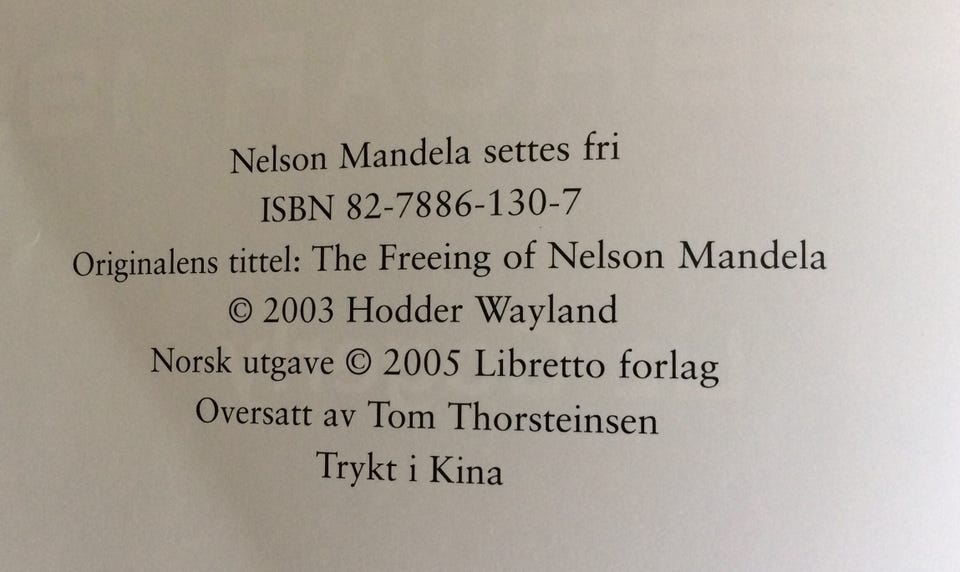 Nelson Mandela settes fri
ISBN 82-7886-130-7
Originalens tittel: The Freeing of Nelson Mandela
© 2003 Hodder Wayland
Norsk utgave © 2005 Libretto forlag
Oversatt av Tom Thorsteinsen
Trykt i Kina